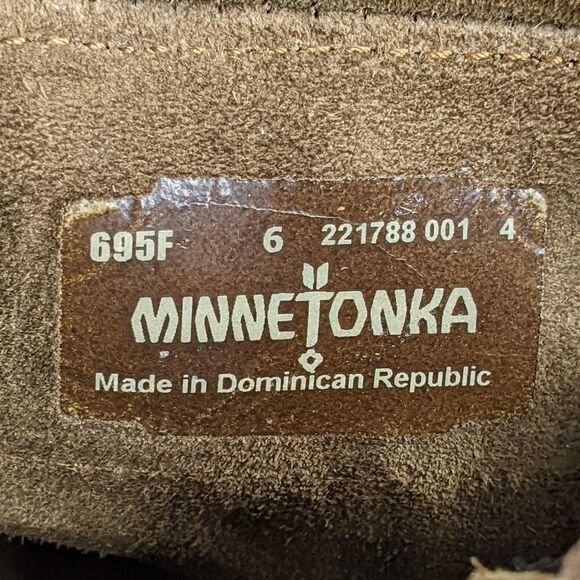 695F 6 221788 001 4
MINNETONKA
Made in Dominican Republic